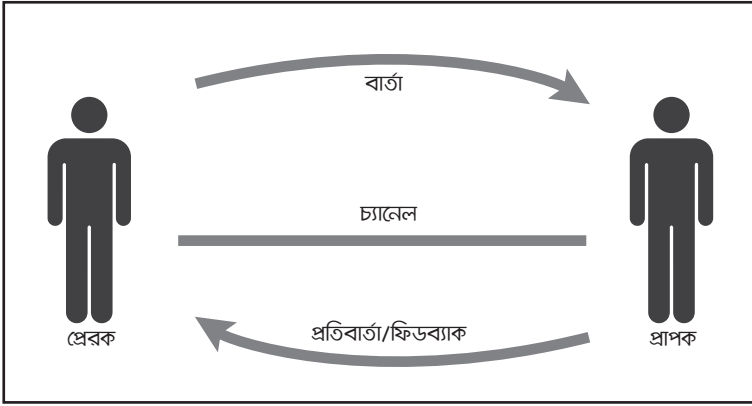 বার্তা
চ্যানেল
প্রতিবার্তা/ফিডব্যাক
প্রেরক
প্রাপক